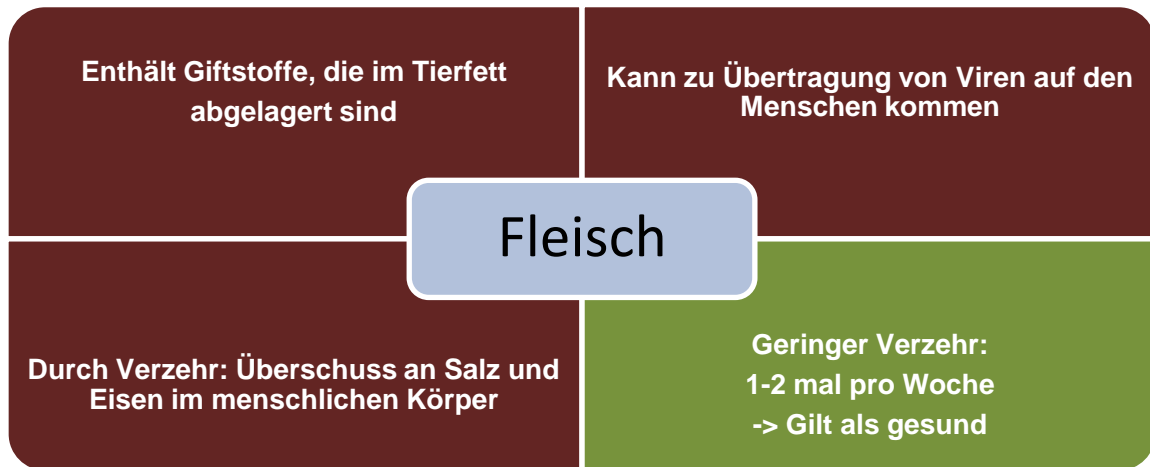 Enthält Giftstoffe, die im Tierfett
abgelagert sind
Kann zu Übertragung von Viren auf den
Menschen kommen
Fleisch
Durch Verzehr: Überschuss an Salz und
Eisen im menschlichen Körper
Geringer Verzehr:
1-2 mal pro Woche
-> Gilt als gesund